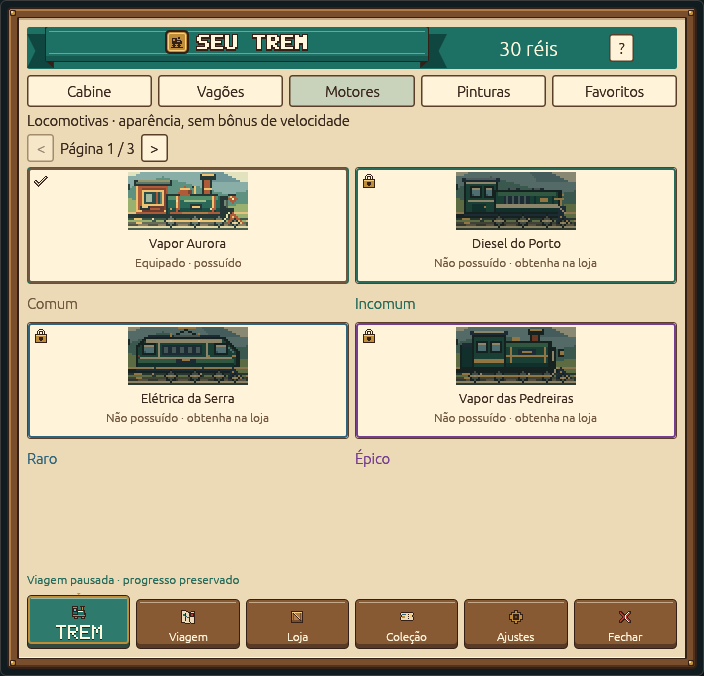 SEU TREM
30 réis
?
Cabine
Vagões
Motores
Pinturas
Favoritos
Locomotivas · aparência, sem bônus de velocidade
<
Página 1 / 3
>
Vapor Aurora
Equipado · possuído
Diesel do Porto
Não possuído · obtenha na loja
Comum
Incomum
Elétrica da Serra
Não possuído · obtenha na loja
Vapor das Pedreiras
Não possuído · obtenha na loja
Raro
Épico
Viagem pausada · progresso preservado
TREM
Viagem
Loja
Coleção
Ajustes
Fechar